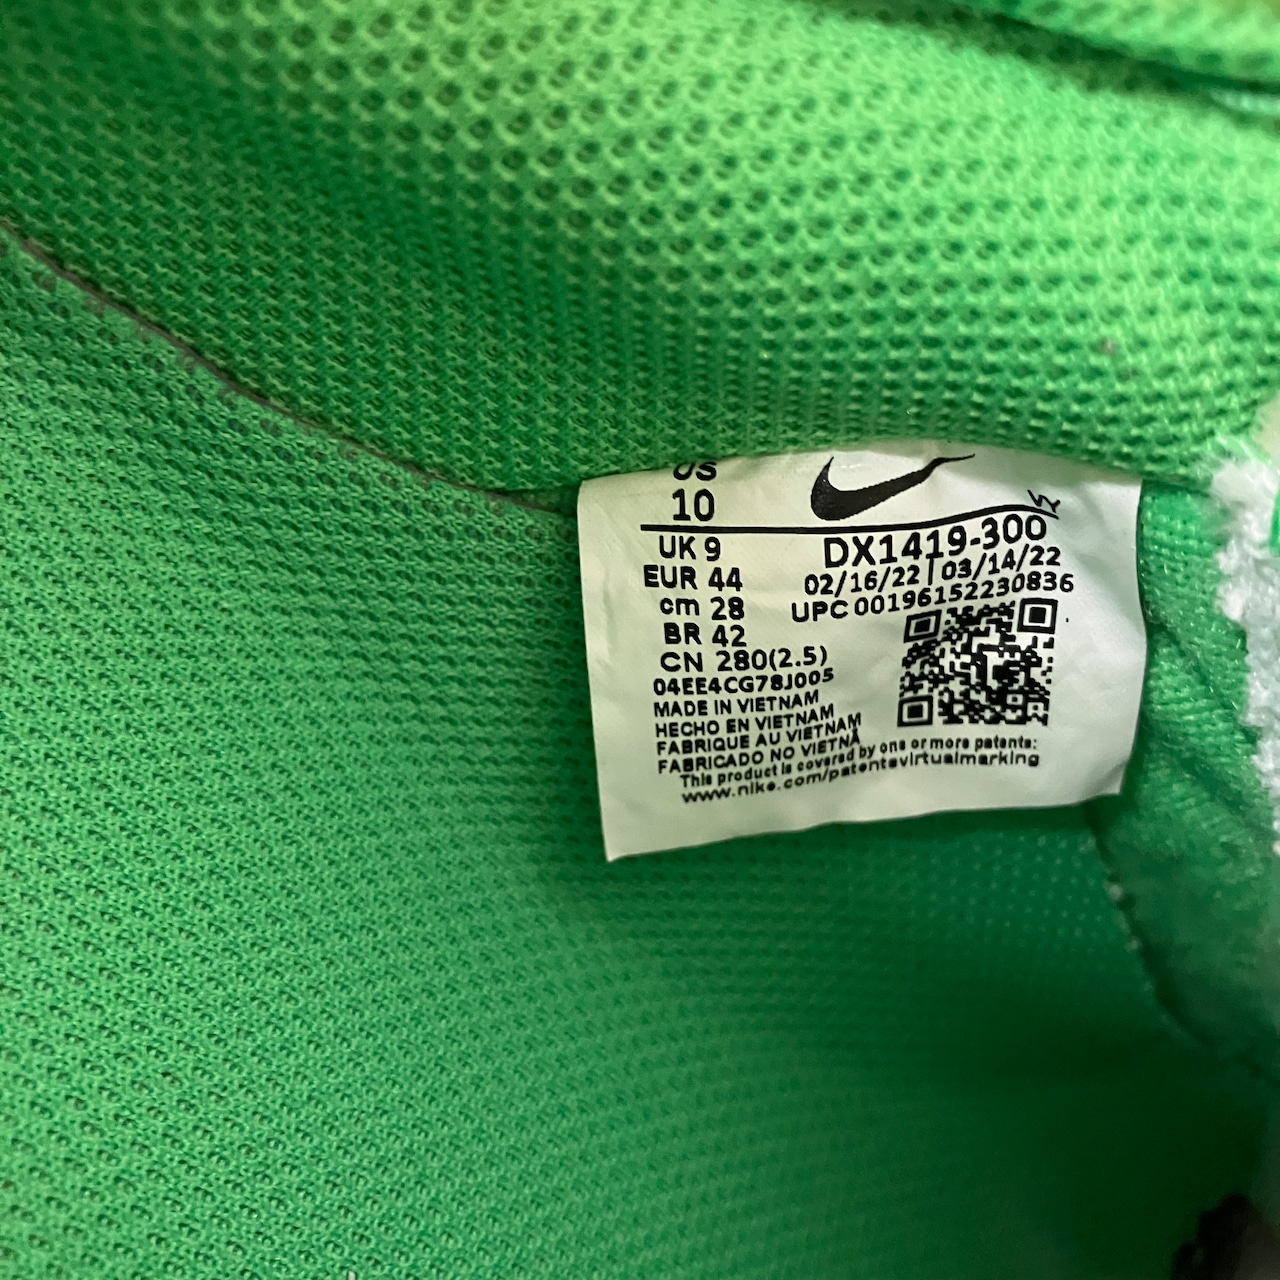 US
10
UK 9
EUR 44
cm 28
BR 42
CN 280(2.5)
04EE4CG78J005
MADE IN VIETNAM
HECHO EN VIETNAM
FABRIQUE AU VIETNAM
FABRICADO NO VIETNÃ
DX1419-300
02/16/22 | 03/14/22
UPC 00196152230836
This product is covered by one or more patents:
www.nike.com/patentsvirtualmarking